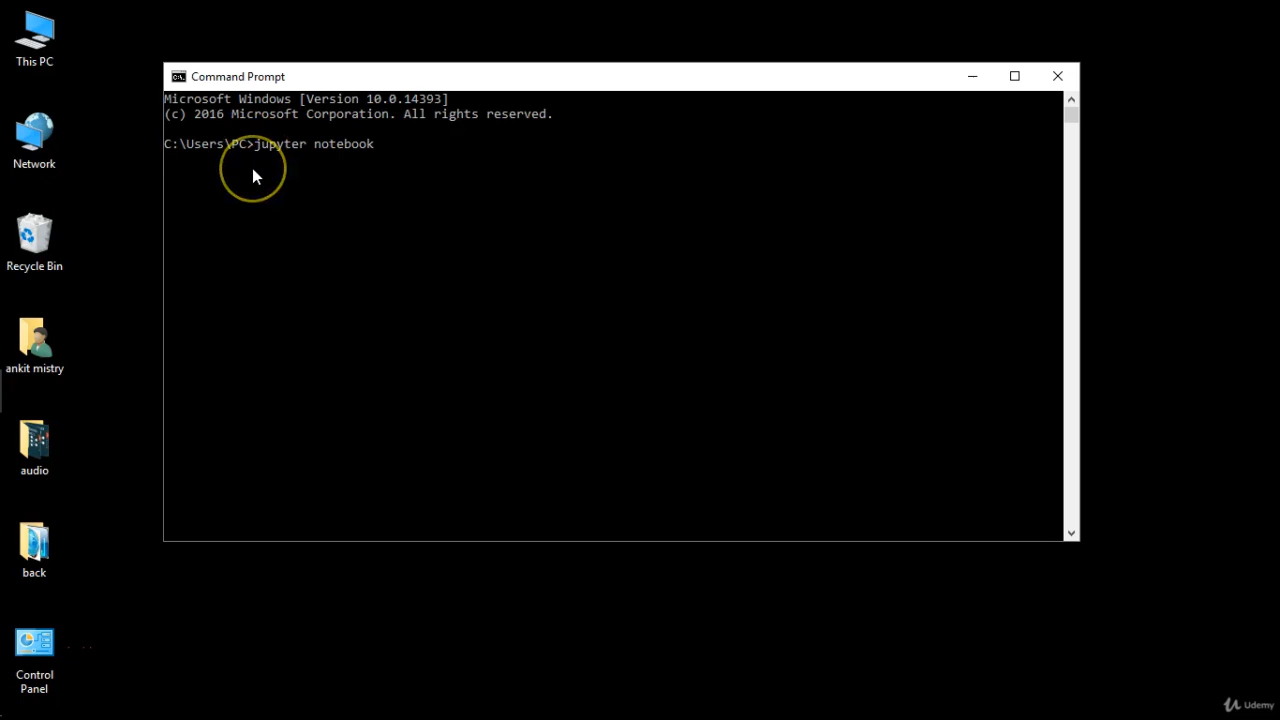 This PC
Network
Recycle Bin
ankit mistry
audio
back
Control
Panel
Command Prompt
Microsoft Windows [Version 10.0.14393]
(c) 2016 Microsoft Corporation. All rights reserved.
C:\Users\PC>jupyter notebook
Udemy